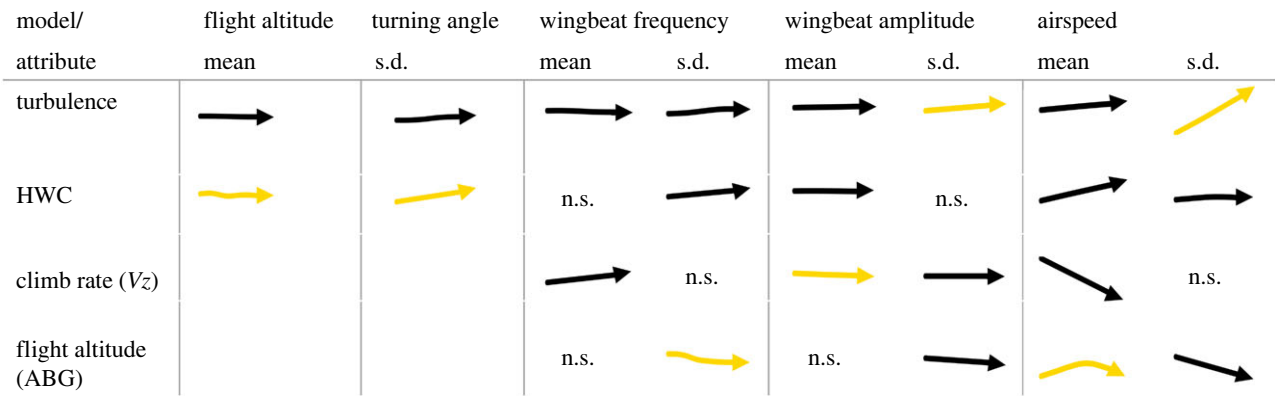 model/ flight altitude turning angle wingbeat frequency wingbeat amplitude airspeed
attribute mean s.d. mean s.d. mean s.d. mean s.d.
turbulence
HWC n.s. n.s.
climb rate (Vz) n.s. n.s.
flight altitude
(ABG) n.s. n.s.